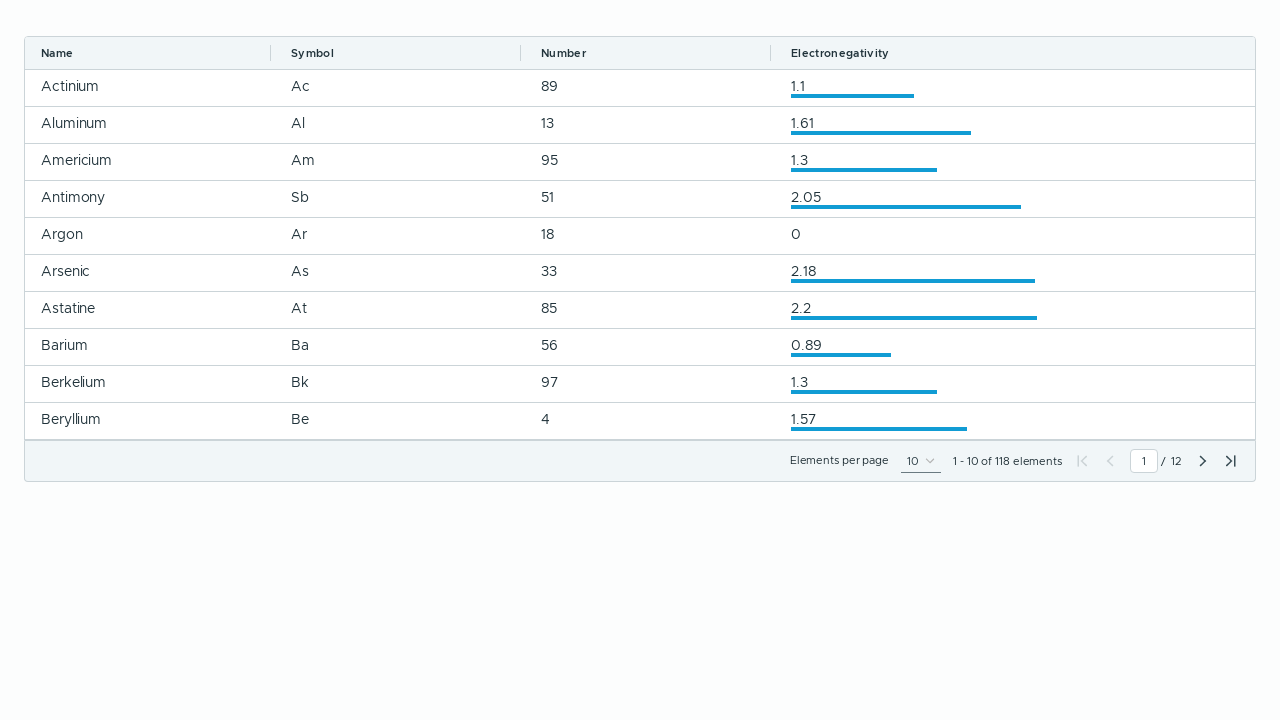 Name Symbol Number Electronegativity
Actinium Ac 89 1.1
Aluminum Al 13 1.61
Americium Am 95 1.3
Antimony Sb 51 2.05
Argon Ar 18 0
Arsenic As 33 2.18
Astatine At 85 2.2
Barium Ba 56 0.89
Berkelium Bk 97 1.3
Beryllium Be 4 1.57
Elements per page 10 1 - 10 of 118 elements 1 / 12